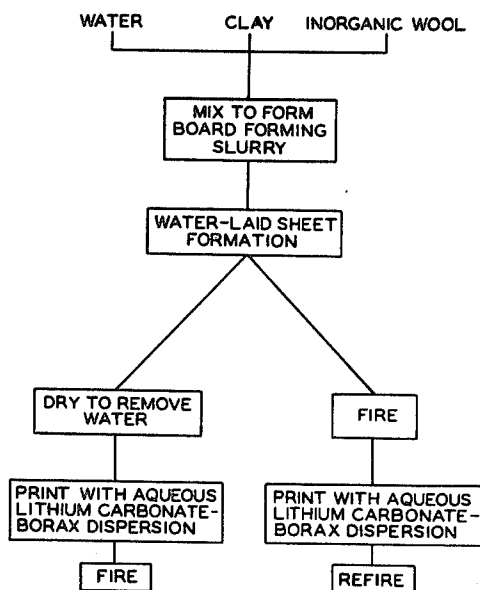 WATER CLAY INORGANIC WOOL
MIX TO FORM
BOARD FORMING
SLURRY
WATER-LAID SHEET
FORMATION
DRY TO REMOVE
WATER
PRINT WITH AQUEOUS
LITHIUM CARBONATE-
BORAX DISPERSION
FIRE
FIRE
PRINT WITH AQUEOUS
LITHIUM CARBONATE-
BORAX DISPERSION
REFIRE